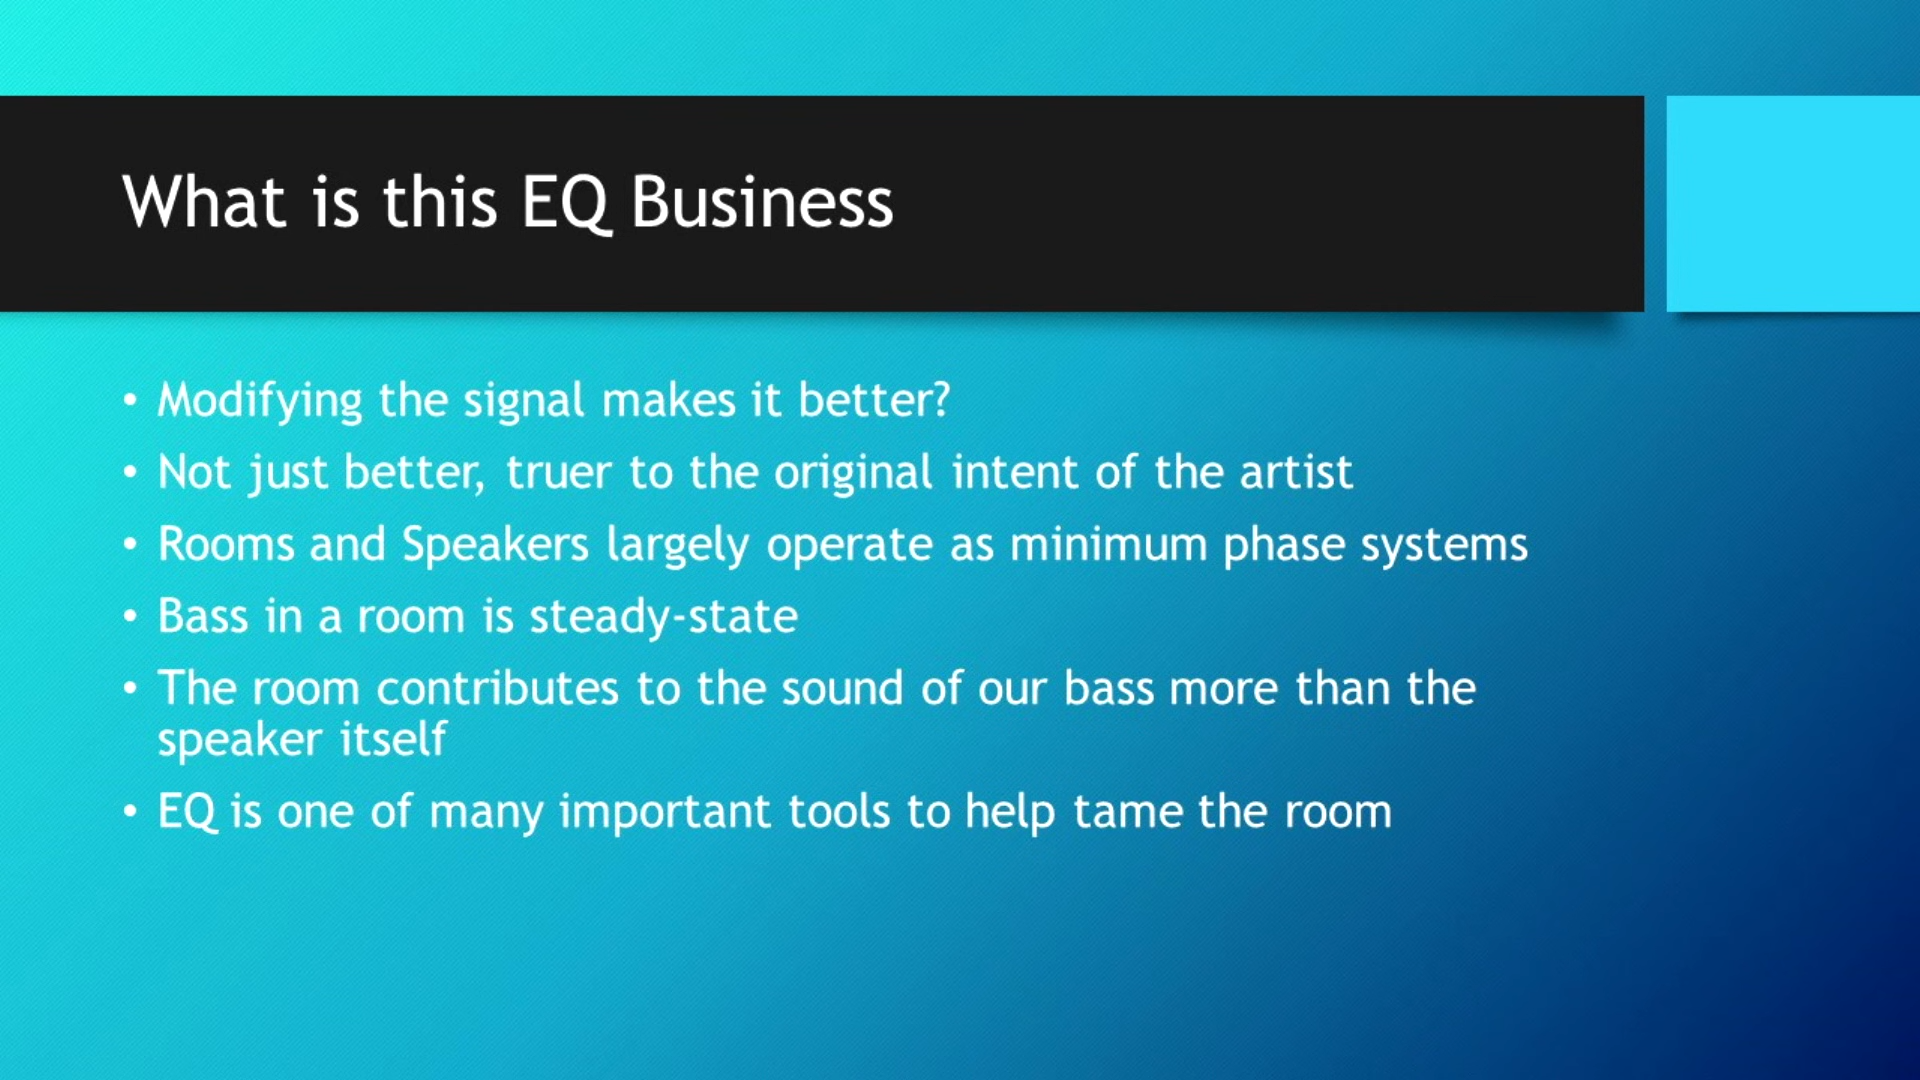 What is this EQ Business
• Modifying the signal makes it better?
• Not just better, truer to the original intent of the artist
• Rooms and Speakers largely operate as minimum phase systems
• Bass in a room is steady-state
• The room contributes to the sound of our bass more than the
speaker itself
• EQ is one of many important tools to help tame the room